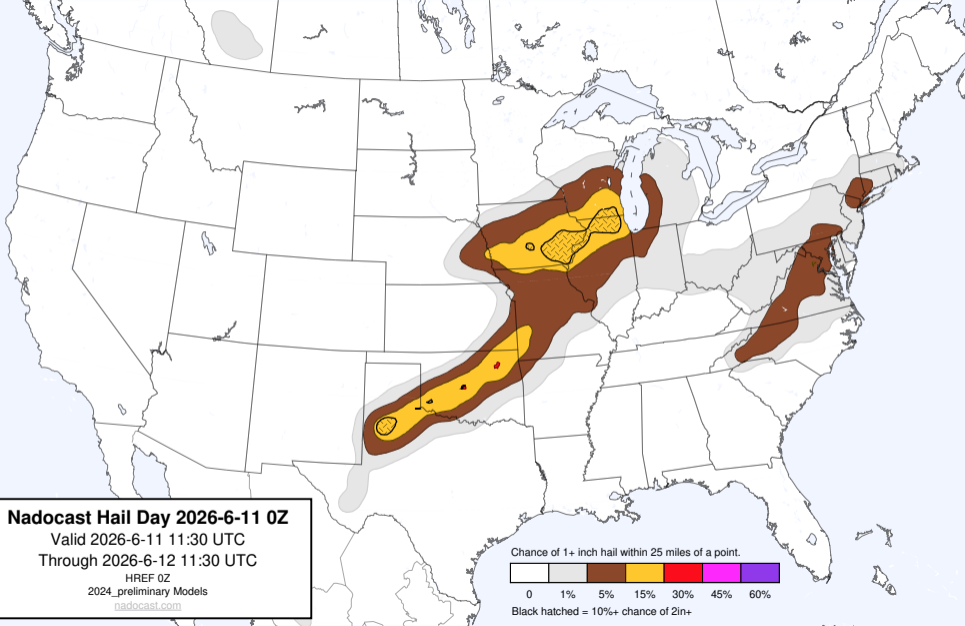 Nadocast Hail Day 2026-6-11 0Z
Valid 2026-6-11 11:30 UTC
Through 2026-6-12 11:30 UTC
HREF 0Z
2024_preliminary Models
nadocast.com
Chance of 1+ inch hail within 25 miles of a point.
0 1% 5% 15% 30% 45% 60%
Black hatched = 10%+ chance of 2in+